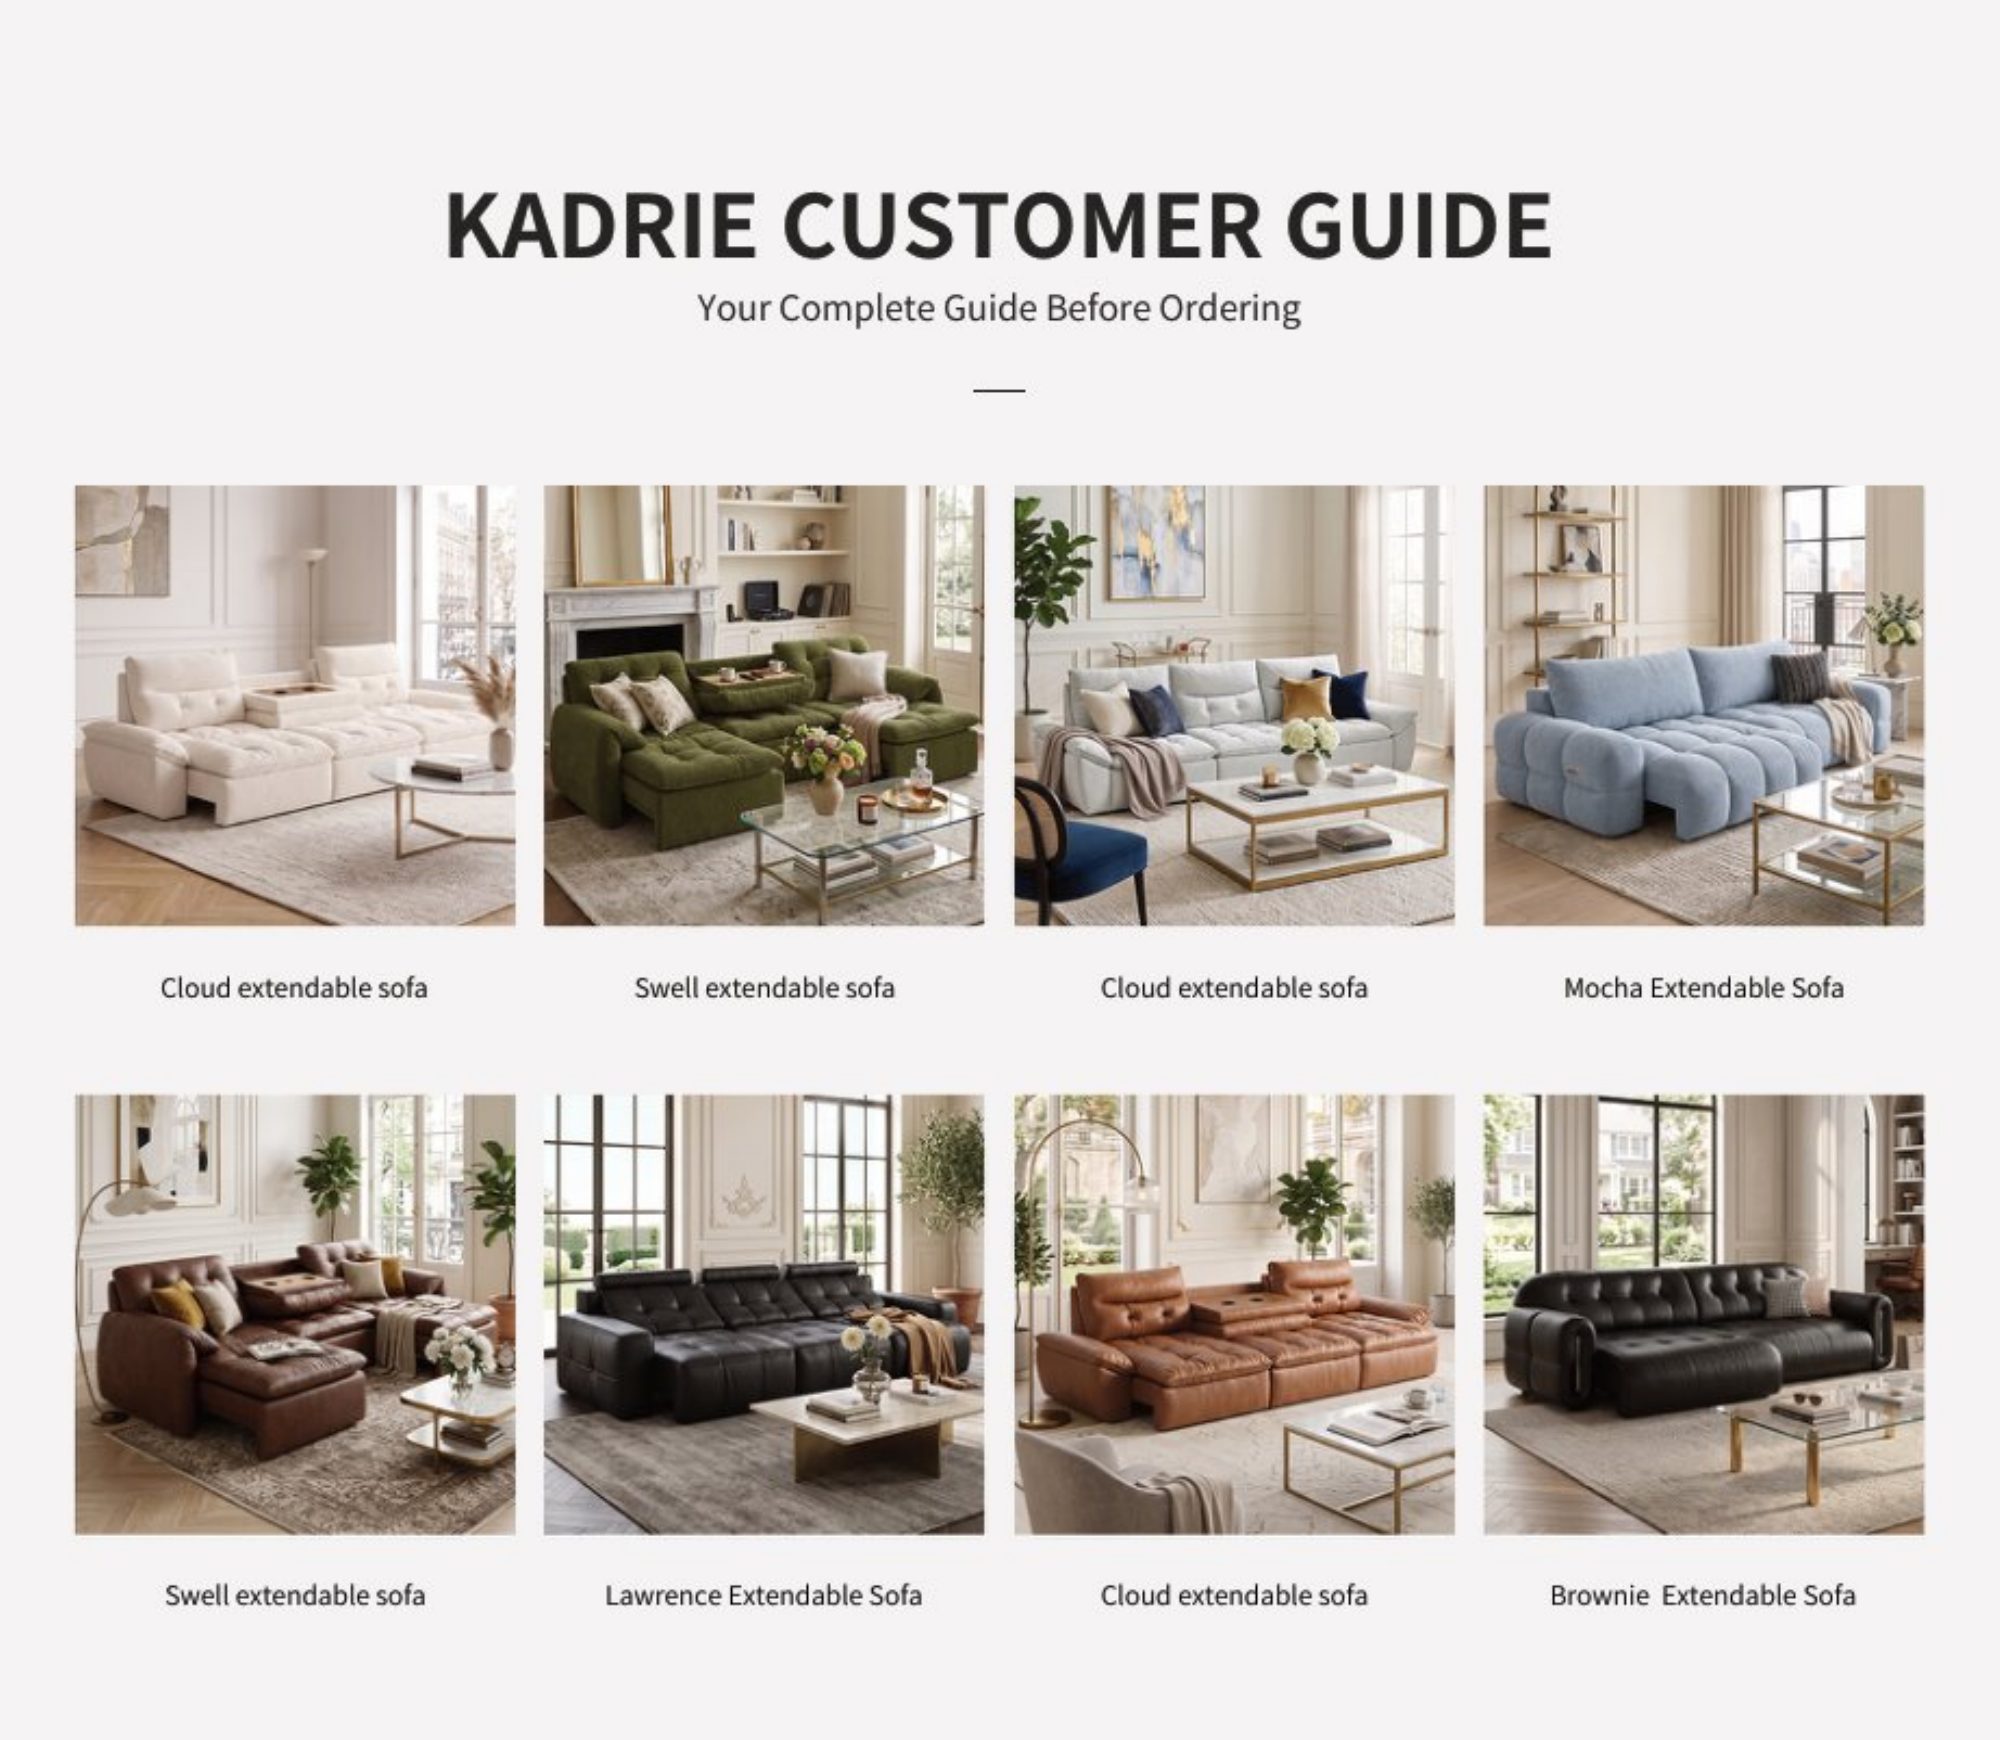 KADRIE CUSTOMER GUIDE
Your Complete Guide Before Ordering
Cloud extendable sofa
Swell extendable sofa
Cloud extendable sofa
Mocha Extendable Sofa
Swell extendable sofa
Lawrence Extendable Sofa
Cloud extendable sofa
Brownie  Extendable Sofa